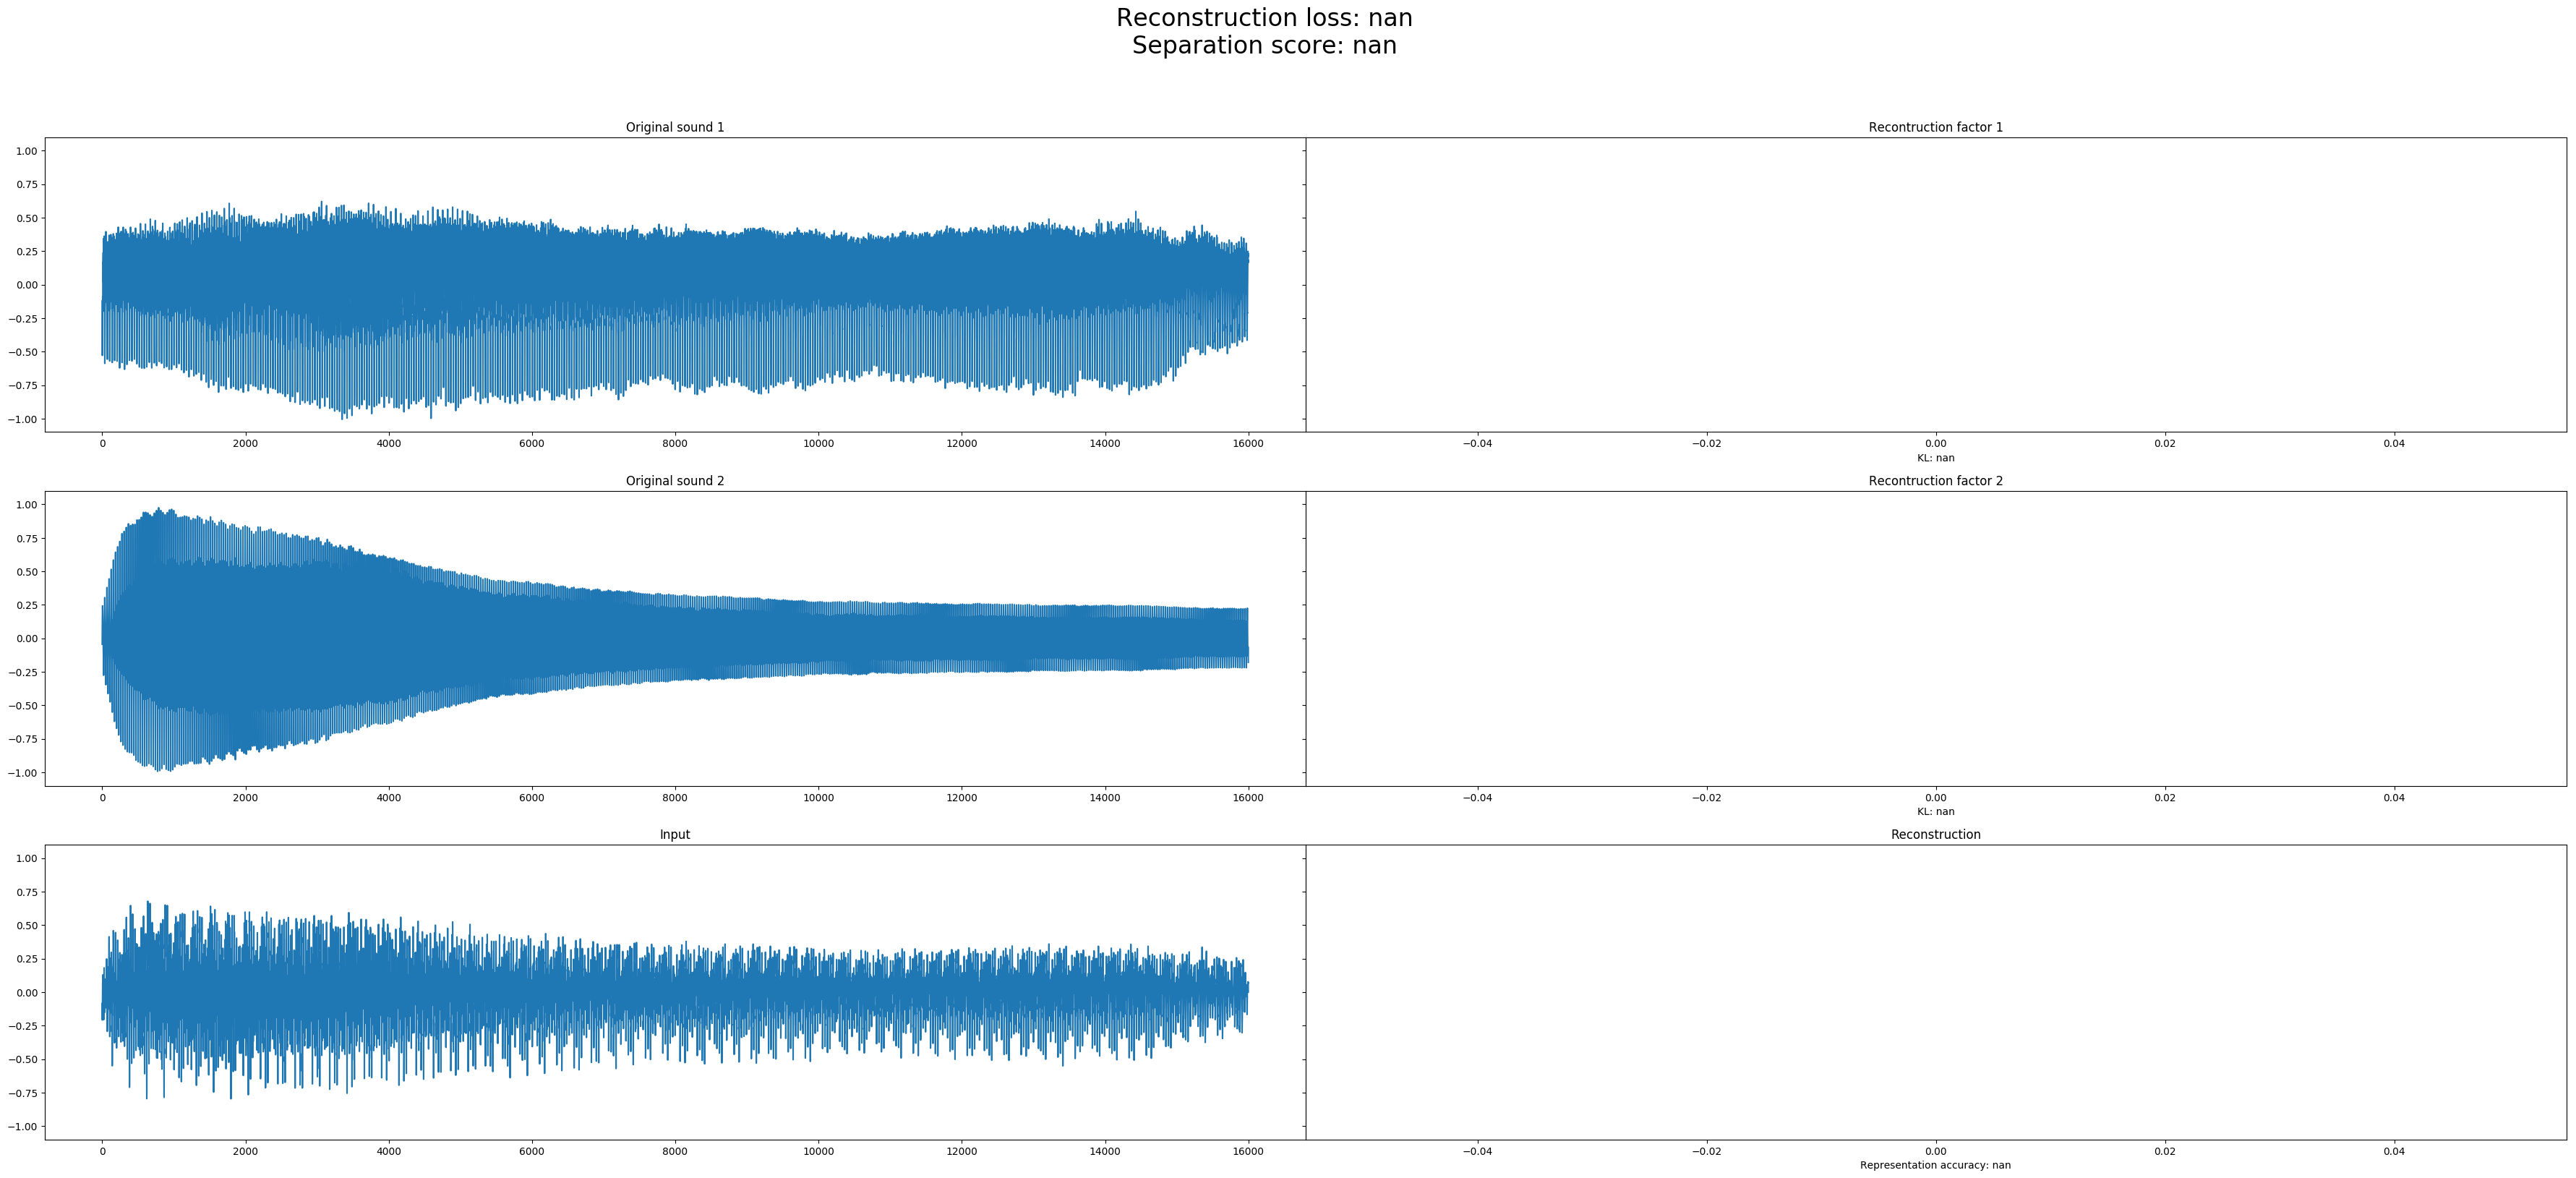 Reconstruction loss: nan
Separation score: nan
Original sound 1
Recontruction factor 1
1.00
0.75
0.50
0.25
0.00
−0.25
−0.50
−0.75
−1.00
0 2000 4000 6000 8000 10000 12000 14000 16000
−0.04 −0.02 0.00 0.02 0.04
KL: nan
Original sound 2
Recontruction factor 2
1.00
0.75
0.50
0.25
0.00
−0.25
−0.50
−0.75
−1.00
0 2000 4000 6000 8000 10000 12000 14000 16000
−0.04 −0.02 0.00 0.02 0.04
KL: nan
Input
Reconstruction
1.00
0.75
0.50
0.25
0.00
−0.25
−0.50
−0.75
−1.00
0 2000 4000 6000 8000 10000 12000 14000 16000
−0.04 −0.02 0.00 0.02 0.04
Representation accuracy: nan